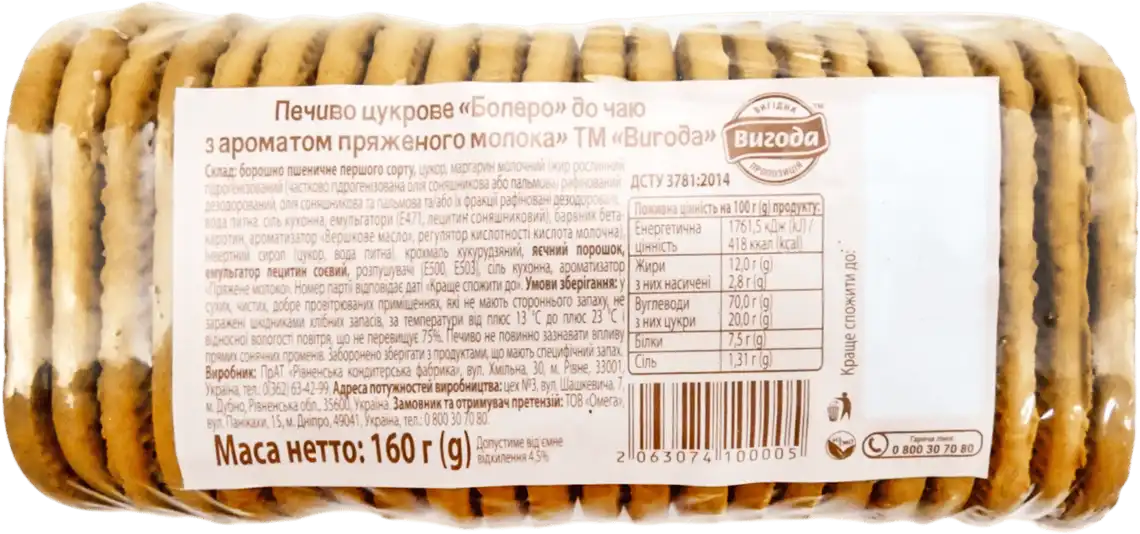 Печиво цукрове «Болеро» до чаю
з ароматом пряженого молока» ТМ «Вигода»
Склад: борошно пшеничне першого сорту, цукор, маргарин молочний (жир рослинний
гідрогенізований (частково гідрогенізована олія соняшникова або пальмова) рафінований
дезодорований, олія соняшникова та пальмова та/або їх фракції рафіновані дезодоровані,
вода питна, сіль кухонна, емульгатори (Е471, лецитин соняшниковий), барвник бета-
каротин, ароматизатор «Вершкове масло», регулятор кислотності кислота молочна),
інвертний сироп (цукор, вода питна), крохмаль кукурудзяний, яєчний порошок,
емульгатор лецитин соєвий, розпушувачі (Е500, Е503), сіль кухонна, ароматизатор
«Пряжене молоко». Номер партії відповідає даті «Краще спожити до». Умови зберігання: у
сухих, чистих, добре провітрюваних приміщеннях, які не мають стороннього запаху, не
заражені шкідниками хлібних запасів, за температури від плюс 13 °С до плюс 23 °С і
відносної вологості повітря, що не перевищує 75%. Печиво не повинно зазнавати впливу
прямих сонячних променів. Заборонено зберігати з продуктами, що мають специфічний запах.
Виробник: ПрАТ «Рівненська кондитерська фабрика», вул. Хмільна, 30, м. Рівне, 33001,
Україна, тел. 0(362) 63-42-99. Адреса потужностей виробництва: цех №3, вул. Шашкевича, 7,
м. Дубно, Рівненська обл., 35600, Україна. Замовник та отримувач претензій: ТОВ «Омега»,
вул. Панікахи, 15, м. Дніпро, 49041, Україна, тел.: 0 800 30 70 80.
Маса нетто: 160 г (g)
Допустиме від'ємне
відхилення 4,5%
ВИГІДНА
Вигода
ПРОПОЗИЦІЯ
TM
ДСТУ 3781:2014
Поживна цінність на 100 г (g) продукту:
Енергетична цінність 1761,5 кДж (kJ) / 418 ккал (kcal)
Жири 12,0 г (g)
з них насичені 2,8 г (g)
Вуглеводи 70,0 г (g)
з них цукри 20,0 г (g)
Білки 7,5 г (g)
Сіль 1,31 г (g)
2 063074 100005
Краще спожити до:
Гаряча лінія:
0 800 30 70 80